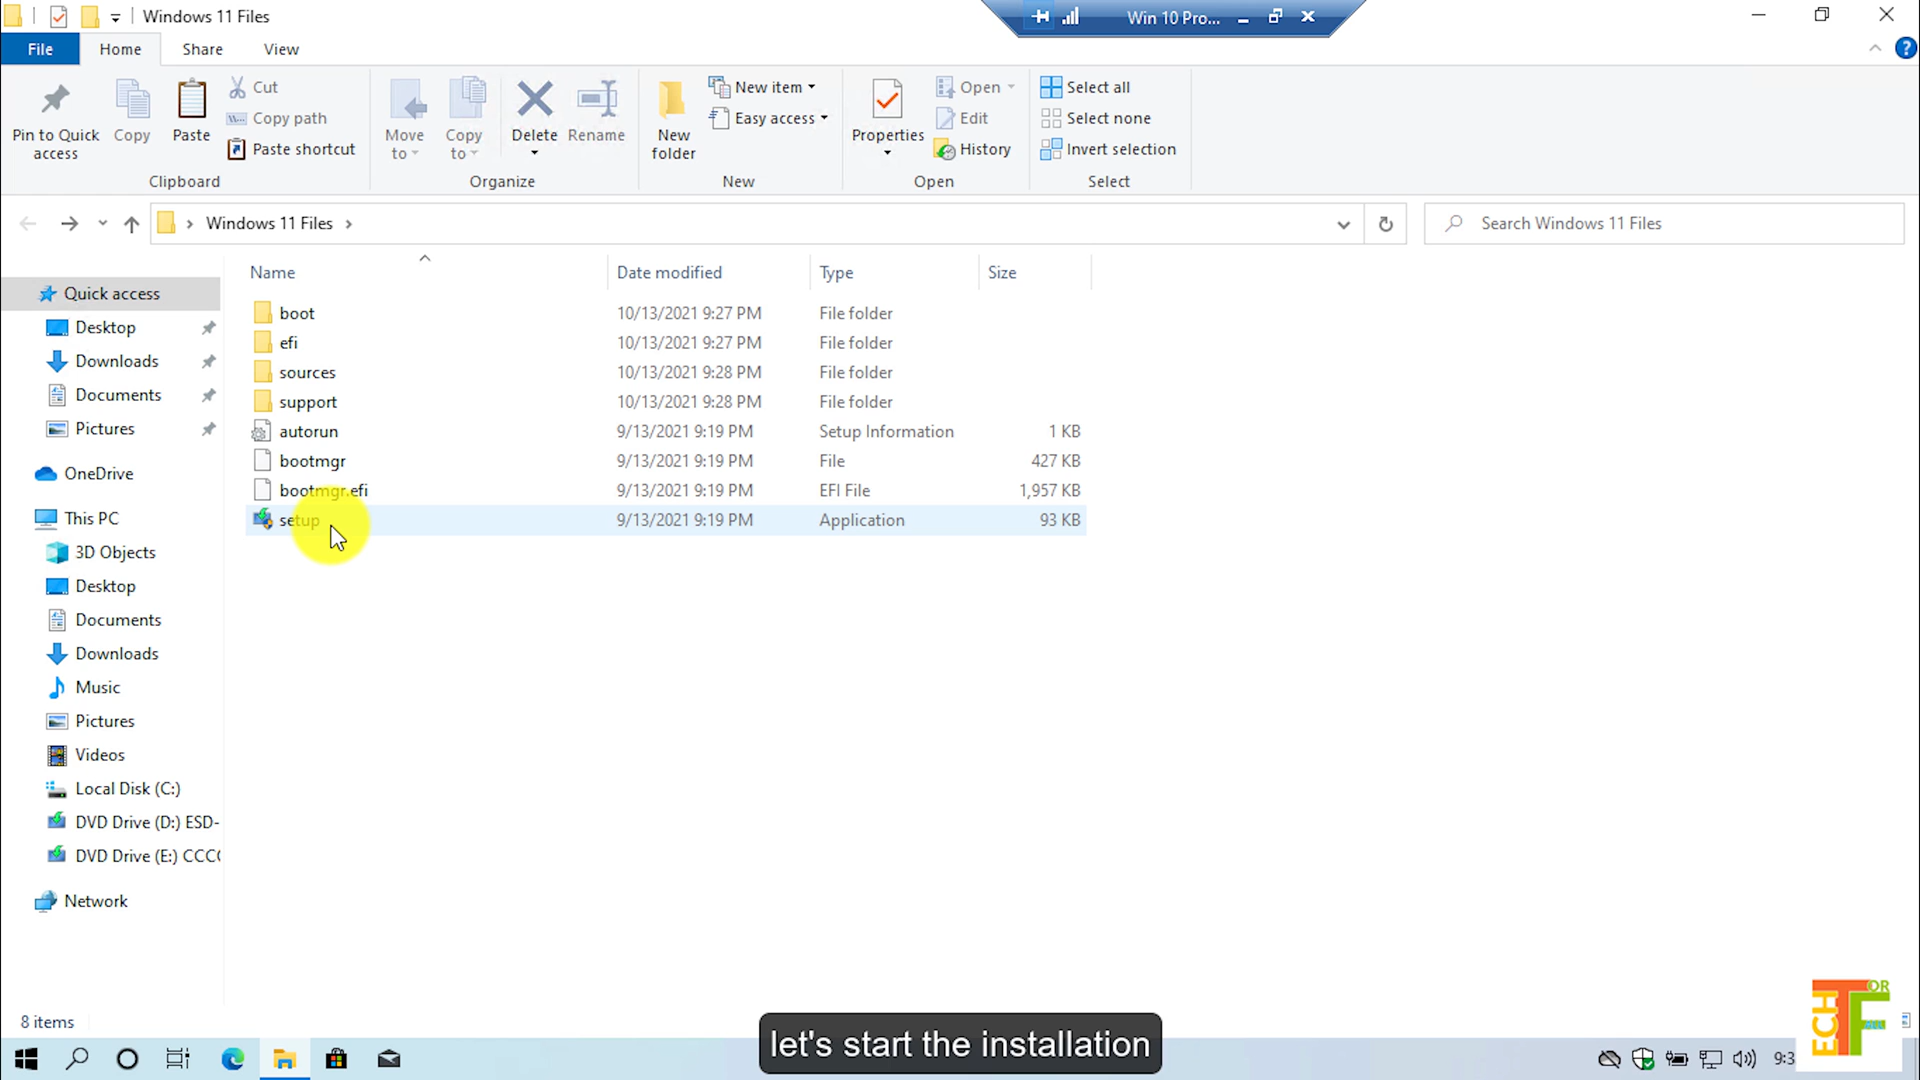 Windows 11 Files
Win 10 Pro...
File Home Share View
Pin to Quick access
Copy
Paste
Cut
Copy path
Paste shortcut
Clipboard
Move to
Copy to
Delete
Rename
Organize
New folder
New item
Easy access
New
Properties
Open
Edit
History
Open
Select all
Select none
Invert selection
Select
Windows 11 Files
Search Windows 11 Files
Name Date modified Type Size
boot 10/13/2021 9:27 PM File folder
efi 10/13/2021 9:27 PM File folder
sources 10/13/2021 9:28 PM File folder
support 10/13/2021 9:28 PM File folder
autorun 9/13/2021 9:19 PM Setup Information 1 KB
bootmgr 9/13/2021 9:19 PM File 427 KB
bootmgr.efi 9/13/2021 9:19 PM EFI File 1,957 KB
setup 9/13/2021 9:19 PM Application 93 KB
Quick access
Desktop
Downloads
Documents
Pictures
OneDrive
This PC
3D Objects
Desktop
Documents
Downloads
Music
Pictures
Videos
Local Disk (C:)
DVD Drive (D:) ESD-
DVD Drive (E:) CCC
Network
8 items
let's start the installation
9:3
TECH FOR